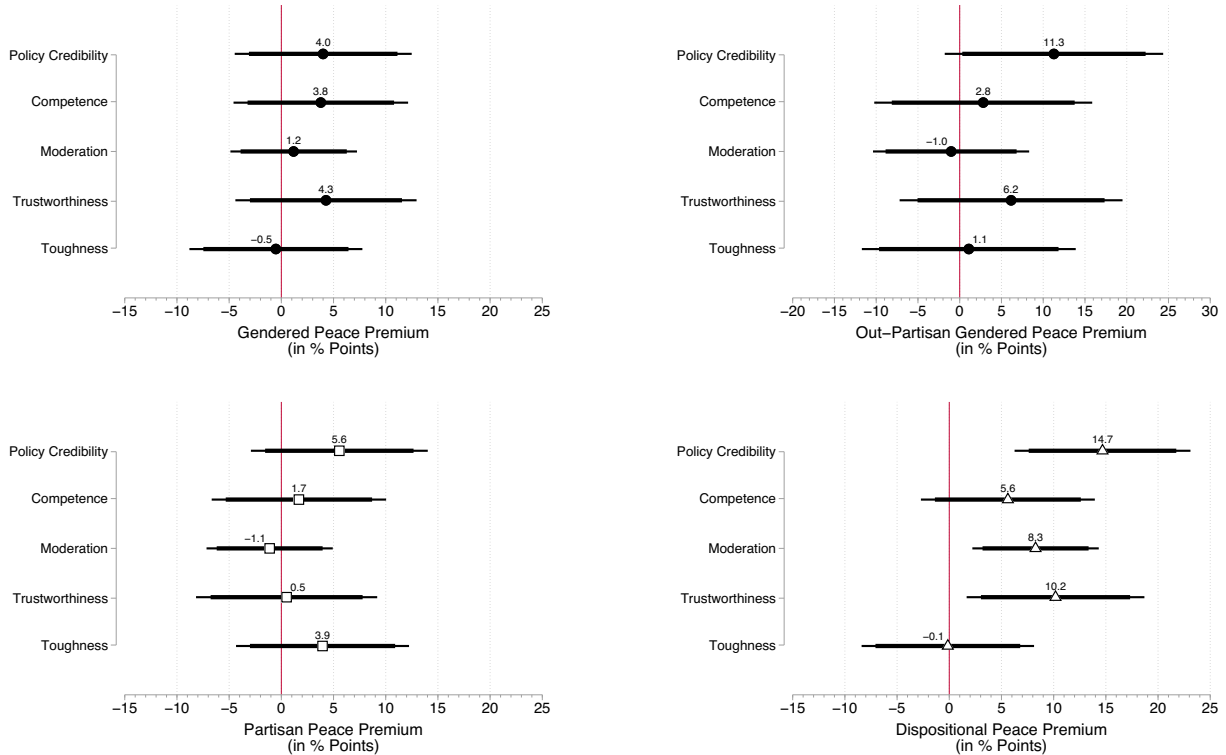 Policy Credibility
4.0
Competence
3.8
Moderation
1.2
Trustworthiness
4.3
Toughness
−0.5
−15 −10 −5 0 5 10 15 20 25
Gendered Peace Premium
(in % Points)
Policy Credibility
11.3
Competence
2.8
Moderation
−1.0
Trustworthiness
6.2
Toughness
1.1
−20 −15 −10 −5 0 5 10 15 20 25 30
Out−Partisan Gendered Peace Premium
(in % Points)
Policy Credibility
5.6
Competence
1.7
Moderation
−1.1
Trustworthiness
0.5
Toughness
3.9
−15 −10 −5 0 5 10 15 20 25
Partisan Peace Premium
(in % Points)
Policy Credibility
14.7
Competence
5.6
Moderation
8.3
Trustworthiness
10.2
Toughness
−0.1
−15 −10 −5 0 5 10 15 20 25
Dispositional Peace Premium
(in % Points)